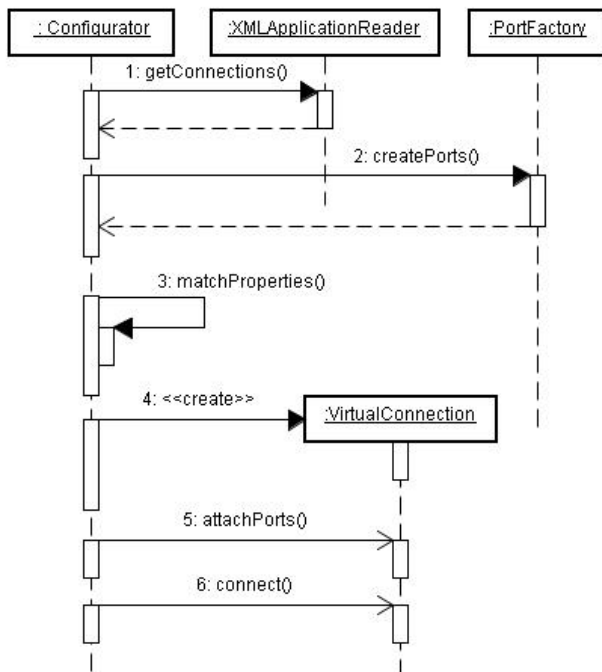 : Configurator
:XMLApplicationReader
:PortFactory
1: getConnections()
2: createPorts()
3: matchProperties()
4: <<create>>
:VirtualConnection
5: attachPorts()
6: connect()